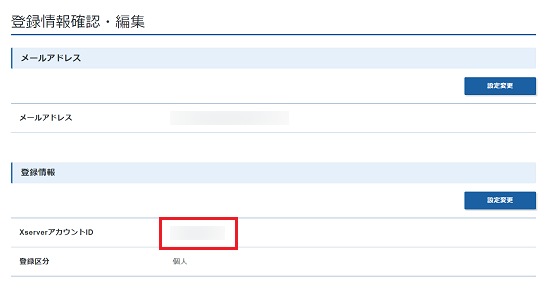 登録情報確認・編集
メールアドレス
設定変更
メールアドレス
登録情報
設定変更
XserverアカウントID
登録区分 個人